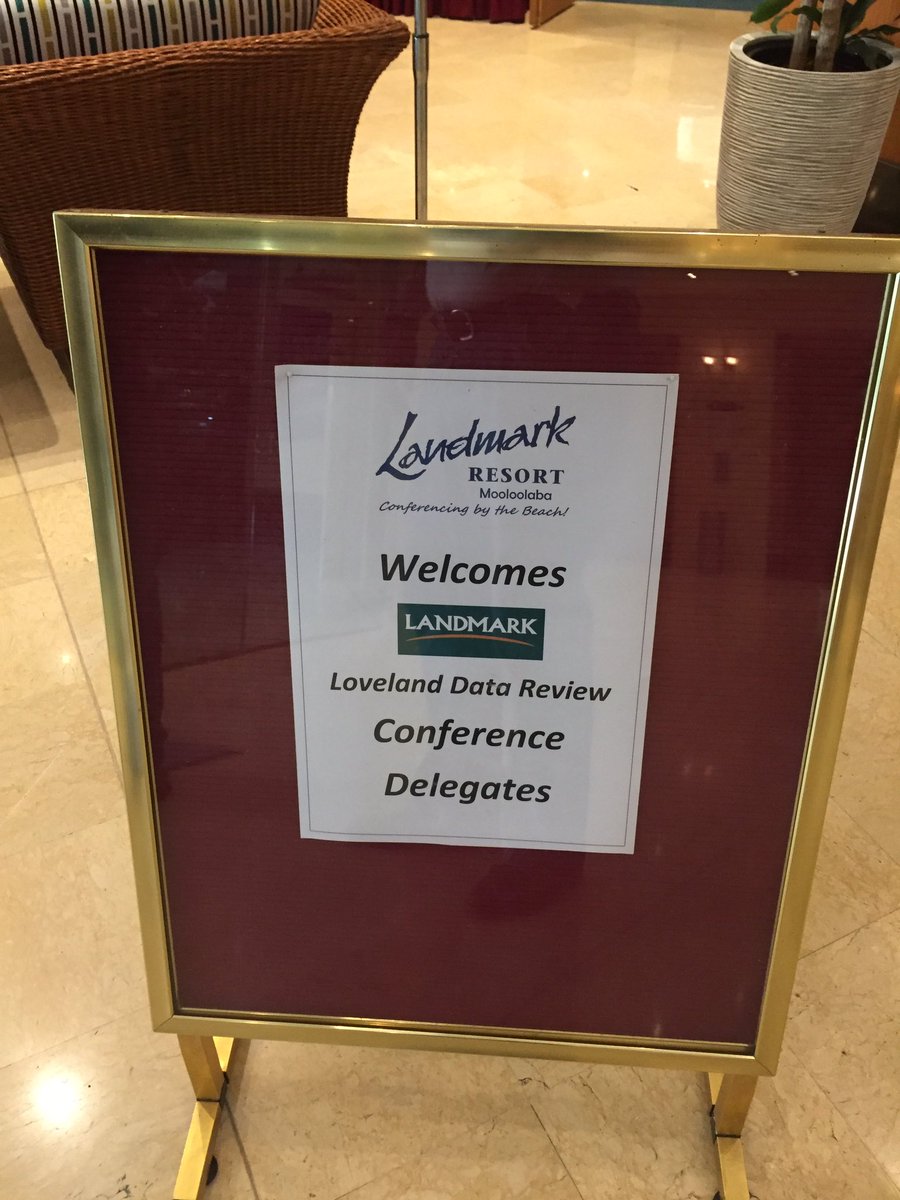 Landmark
RESORT
Mooloolaba
Conferencing by the Beach!
Welcomes
LANDMARK
Loveland Data Review
Conference
Delegates